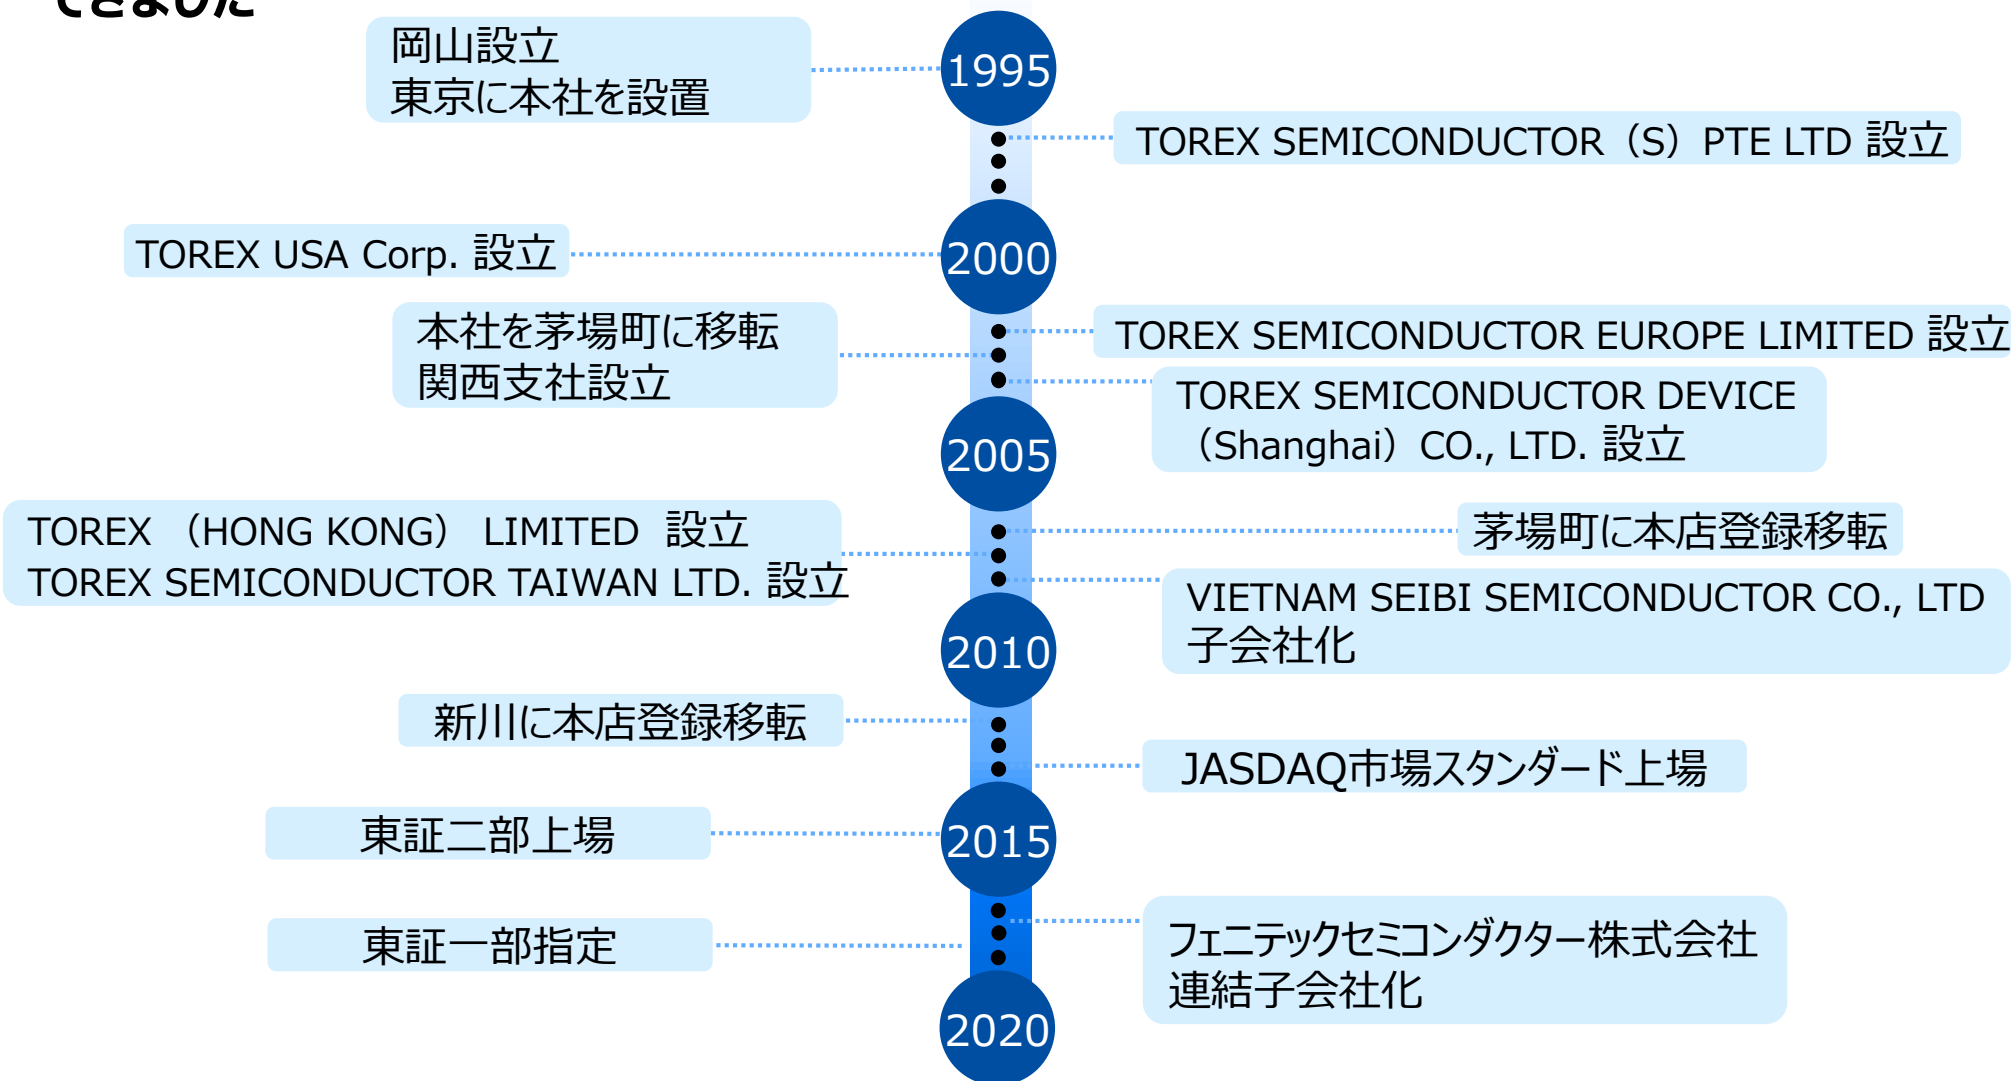 てきました
岡山設立
東京に本社を設置
1995
TOREX SEMICONDUCTOR（S）PTE LTD 設立
TOREX USA Corp. 設立
2000
本社を茅場町に移転
関西支社設立
TOREX SEMICONDUCTOR EUROPE LIMITED 設立
TOREX SEMICONDUCTOR DEVICE
（Shanghai）CO., LTD. 設立
2005
TOREX （HONG KONG） LIMITED 設立
TOREX SEMICONDUCTOR TAIWAN LTD. 設立
茅場町に本店登録移転
VIETNAM SEIBI SEMICONDUCTOR CO., LTD
子会社化
2010
新川に本店登録移転
JASDAQ市場スタンダード上場
東証二部上場
2015
東証一部指定
フェニテックセミコンダクター株式会社
連結子会社化
2020